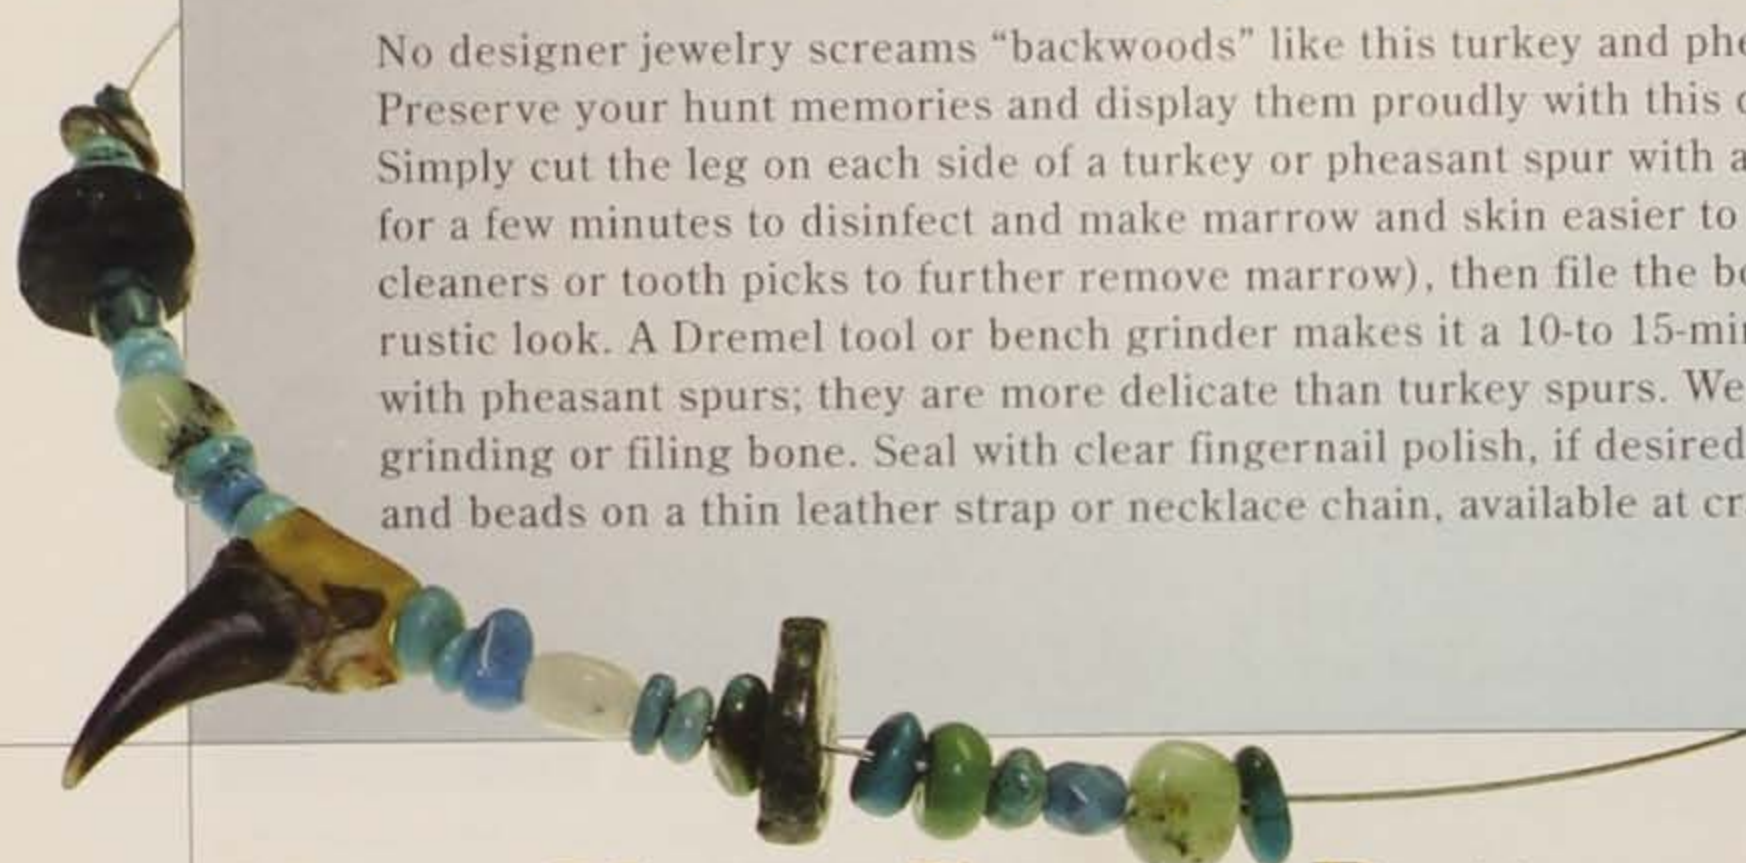 No designer jewelry screams “backwoods” like this turkey and
Preserve your hunt memories and display them proudly with this
Simply cut the leg on each side of a turkey or pheasant spur with
for a few minutes to disinfect and make marrow and skin easier to
cleaners or tooth picks to further remove marrow), then file the
rustic look. A Dremel tool or bench grinder makes it a 10-to
with pheasant spurs; they are more delicate than turkey spurs.
grinding or filing bone. Seal with clear fingernail polish, if desired
and beads on a thin leather strap or necklace chain, available at